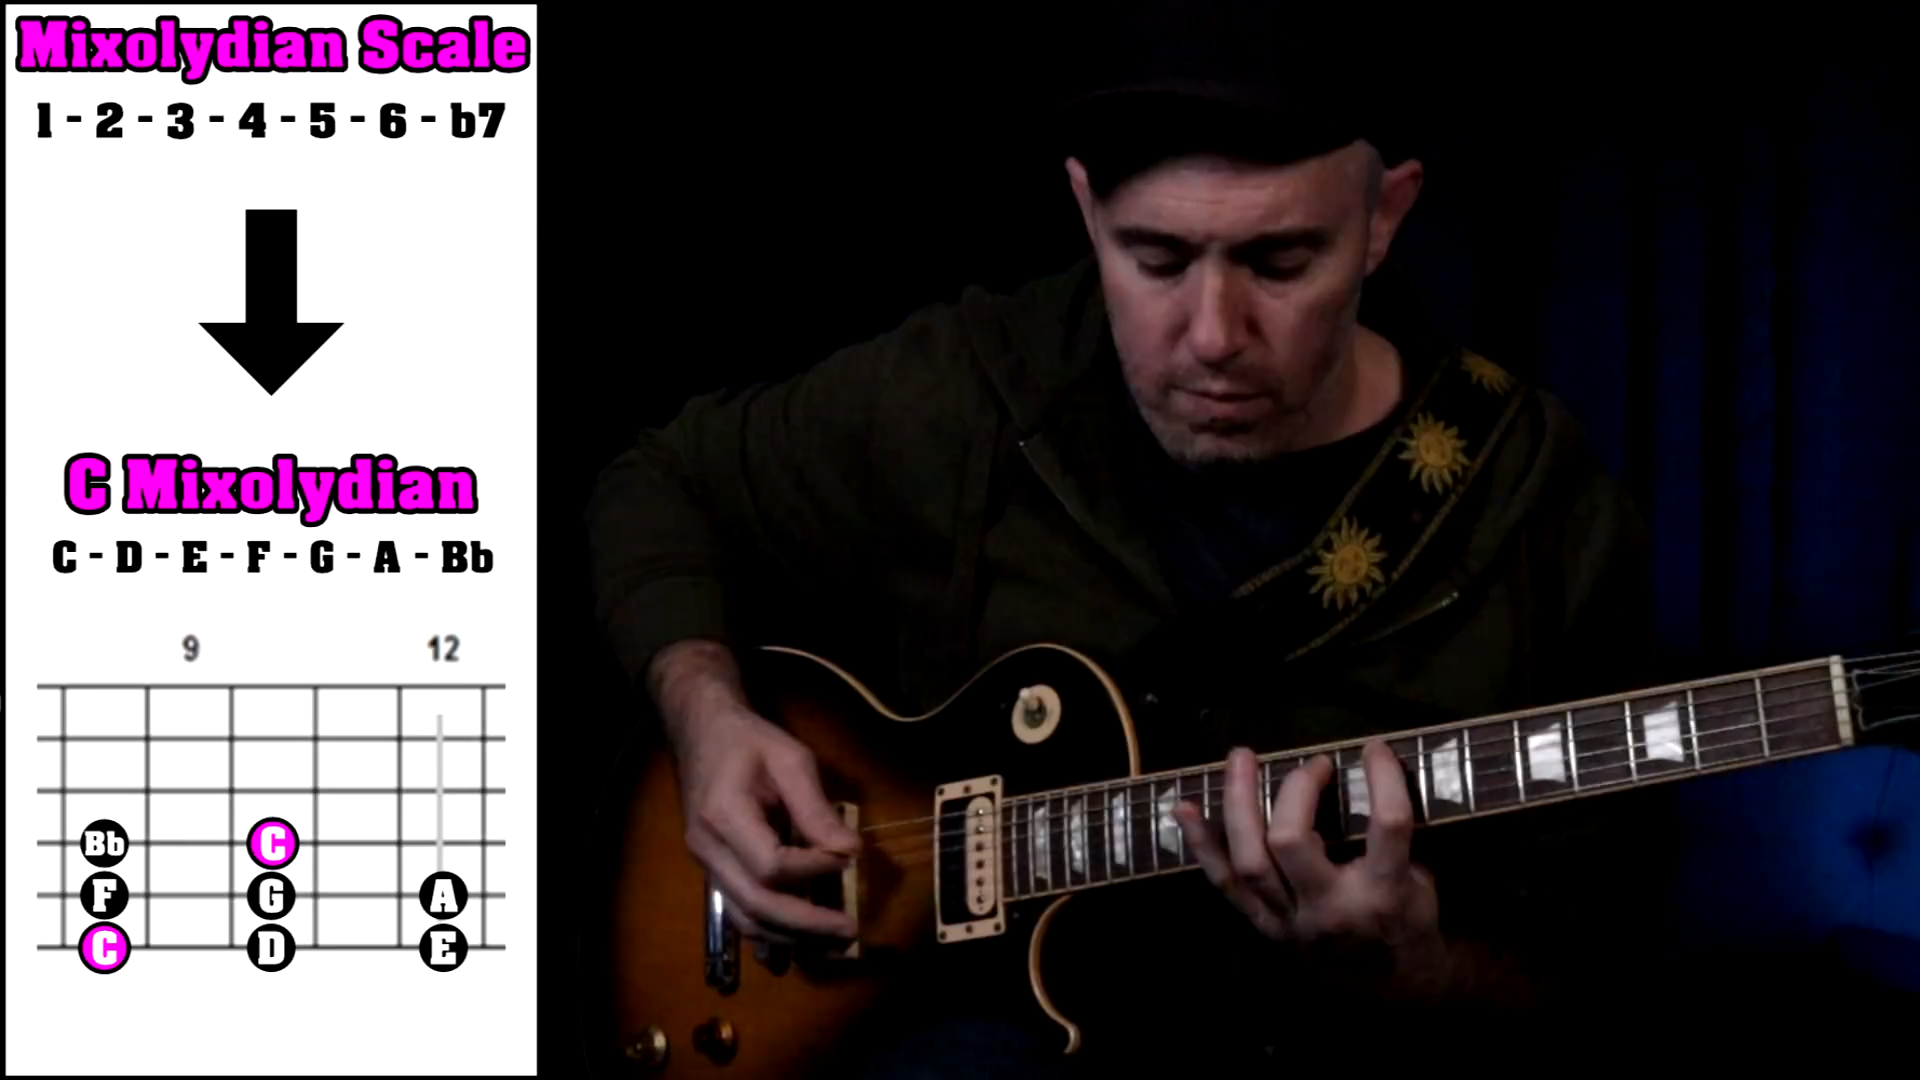 Mixolydian Scale
1 - 2 - 3 - 4 - 5 - 6 - b7
C Mixolydian
C - D - E - F - G - A - Bb
9 12
Bb C
F G A
C D E